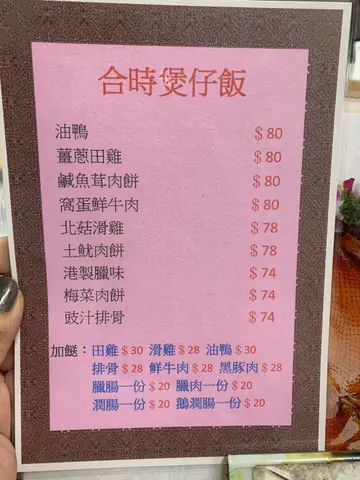 合時煲仔飯
油鴨 $80
薑蔥田雞 $80
鹹魚茸肉餅 $80
窩蛋鮮牛肉 $80
北菇滑雞 $78
土魷肉餅 $78
港製臘味 $74
梅菜肉餅 $74
豉汁排骨 $74
加餸：田雞$30 滑雞$28 油鴨$30
排骨$28 鮮牛肉$28 黑豚肉$28
臘腸一份$20 臘肉一份$20
潤腸一份$20 鵝潤腸一份$20